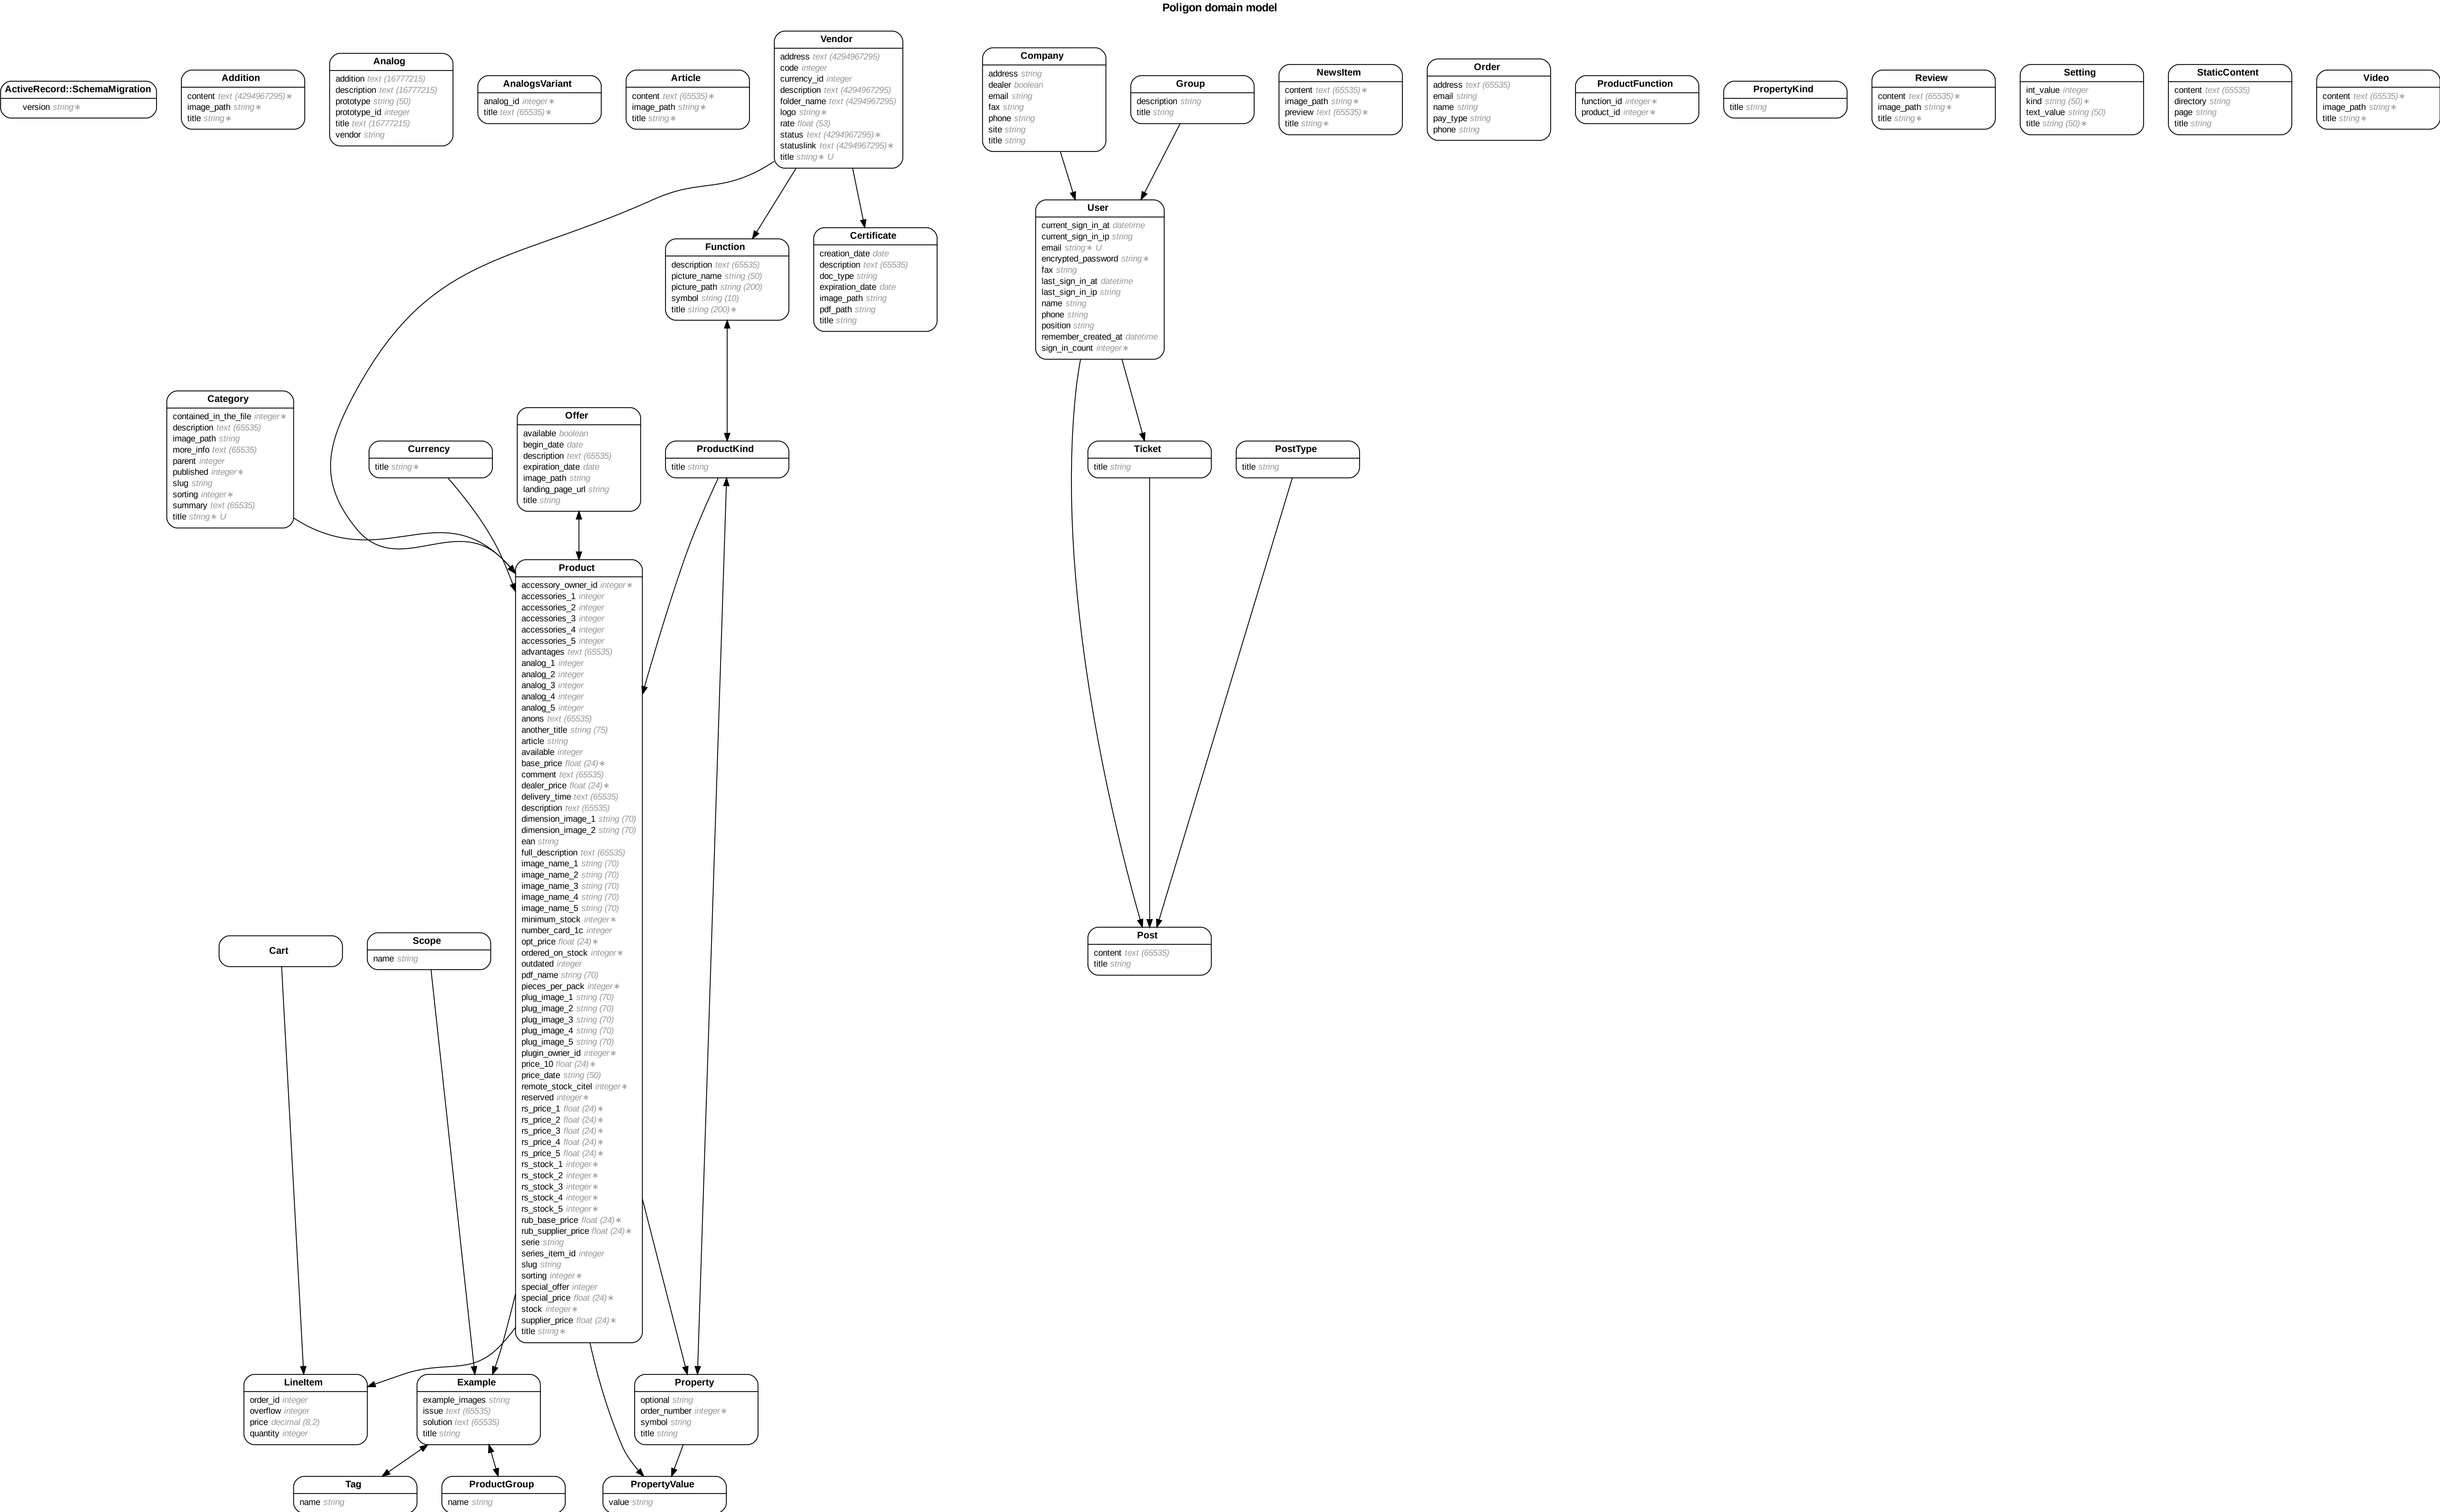 Poligon domain model
ActiveRecord::SchemaMigration
version string∗
Addition
content text (4294967295)∗
image_path string∗
title string∗
Analog
addition text (16777215)
description text (16777215)
prototype string (50)
prototype_id integer
title text (16777215)
vendor string
AnalogsVariant
analog_id integer∗
title text (65535)∗
Article
content text (65535)∗
image_path string∗
title string∗
Vendor
address text (4294967295)
code integer
currency_id integer
description text (4294967295)
folder_name text (4294967295)
logo string∗
rate float (53)
status text (4294967295)∗
statuslink text (4294967295)∗
title string∗ U
Company
address string
dealer boolean
email string
fax string
phone string
site string
title string
Group
description string
title string
NewsItem
content text (65535)∗
image_path string∗
preview text (65535)∗
title string∗
Order
address text (65535)
email string
name string
pay_type string
phone string
ProductFunction
function_id integer∗
product_id integer∗
PropertyKind
title string
Review
content text (65535)∗
image_path string∗
title string∗
Setting
int_value integer
kind string (50)∗
text_value string (50)
title string (50)∗
StaticContent
content text (65535)
directory string
page string
title string
Video
content text (65535)∗
image_path string∗
title string∗
Function
description text (65535)
picture_name string (50)
picture_path string (200)
symbol string (10)
title string (200)∗
Certificate
creation_date date
description text (65535)
doc_type string
expiration_date date
image_path string
pdf_path string
title string
User
current_sign_in_at datetime
current_sign_in_ip string
email string∗ U
encrypted_password string∗
fax string
last_sign_in_at datetime
last_sign_in_ip string
name string
phone string
position string
remember_created_at datetime
sign_in_count integer∗
Category
contained_in_the_file integer∗
description text (65535)
image_path string
more_info text (65535)
parent integer
published integer∗
slug string
sorting integer∗
summary text (65535)
title string∗ U
Currency
title string∗
Offer
available boolean
begin_date date
description text (65535)
expiration_date date
image_path string
landing_page_url string
title string
ProductKind
title string
Ticket
title string
PostType
title string
Product
accessory_owner_id integer∗
accessories_1 integer
accessories_2 integer
accessories_3 integer
accessories_4 integer
accessories_5 integer
advantages text (65535)
analog_1 integer
analog_2 integer
analog_3 integer
analog_4 integer
analog_5 integer
anons text (65535)
another_title string (75)
article string
available integer
base_price float (24)∗
comment text (65535)
dealer_price float (24)∗
delivery_time text (65535)
description text (65535)
dimension_image_1 string (70)
dimension_image_2 string (70)
ean string
full_description text (65535)
image_name_1 string (70)
image_name_2 string (70)
image_name_3 string (70)
image_name_4 string (70)
image_name_5 string (70)
minimum_stock integer∗
number_card_1c integer
opt_price float (24)∗
ordered_on_stock integer∗
outdated integer
pdf_name string (70)
pieces_per_pack integer∗
plug_image_1 string (70)
plug_image_2 string (70)
plug_image_3 string (70)
plug_image_4 string (70)
plug_image_5 string (70)
plugin_owner_id integer∗
price_10 float (24)∗
price_date string (50)
remote_stock_citel integer∗
reserved integer∗
rs_price_1 float (24)∗
rs_price_2 float (24)∗
rs_price_3 float (24)∗
rs_price_4 float (24)∗
rs_price_5 float (24)∗
rs_stock_1 integer∗
rs_stock_2 integer∗
rs_stock_3 integer∗
rs_stock_4 integer∗
rs_stock_5 integer∗
rub_base_price float (24)∗
rub_supplier_price float (24)∗
serie string
series_item_id integer
slug string
sorting integer∗
special_offer integer
special_price float (24)∗
stock integer∗
supplier_price float (24)∗
title string∗
Cart
Scope
name string
Post
content text (65535)
title string
LineItem
order_id integer
overflow integer
price decimal (8,2)
quantity integer
Example
example_images string
issue text (65535)
solution text (65535)
title string
Property
optional string
order_number integer∗
symbol string
title string
Tag
name string
ProductGroup
name string
PropertyValue
value string